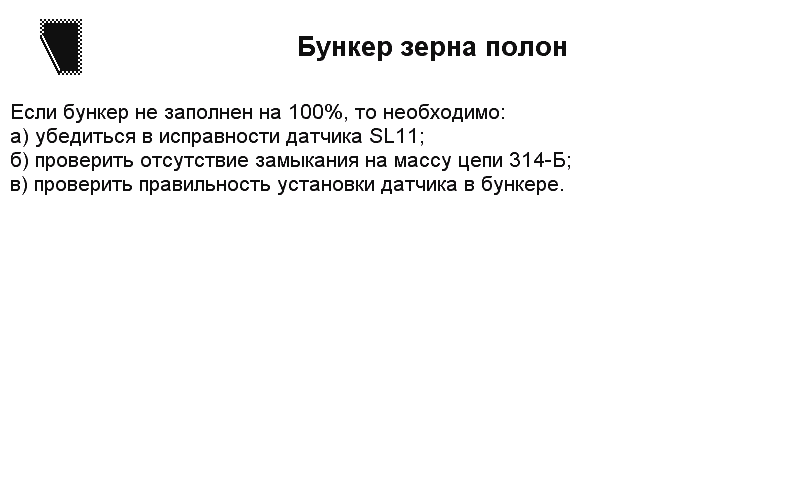 Бункер зерна полон
Если бункер не заполнен на 100%, то необходимо:
а) убедиться в исправности датчика SL11;
б) проверить отсутствие замыкания на массу цепи 314-Б;
в) проверить правильность установки датчика в бункере.